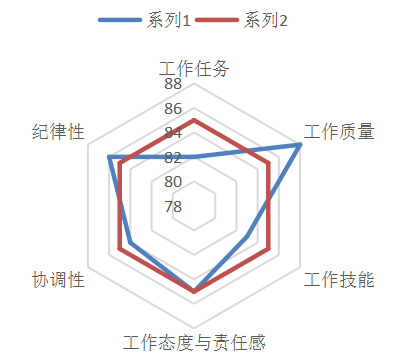 系列1 系列2
工作任务
88
86
84
82
80
78
工作质量
纪律性
工作技能
协调性
工作态度与责任感